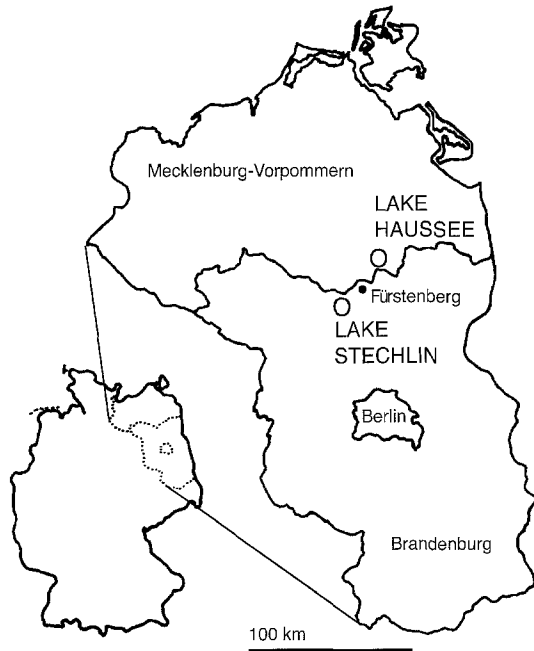 Mecklenburg-Vorpommern
LAKE
HAUSSEE
Fürstenberg
LAKE
STECHLIN
Berlin
Brandenburg
100 km